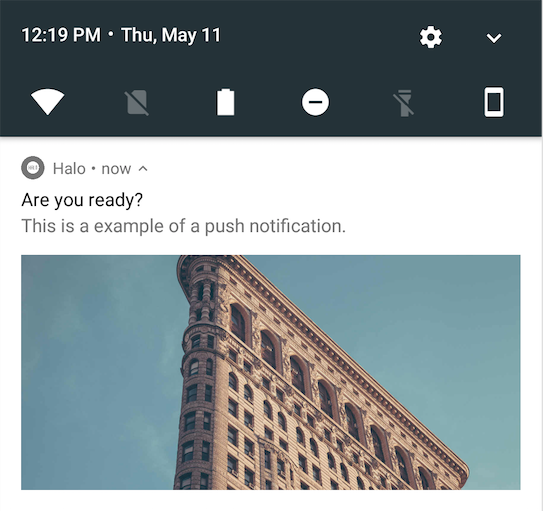 12:19 PM • Thu, May 11
Halo • now
Are you ready?
This is a example of a push notification.